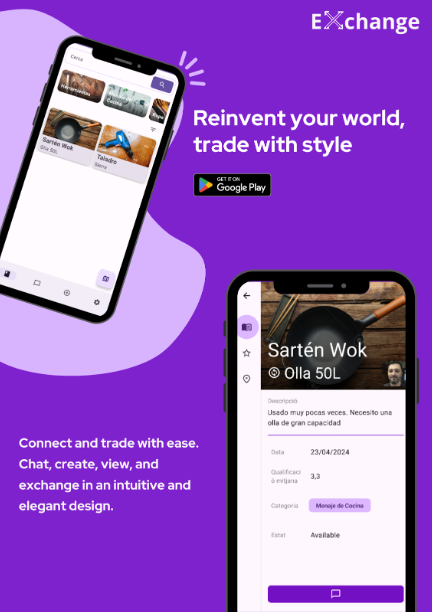 EXchange
Cerca
Herramientas
Cocina
Sartén Wok
Olla 50L
Taladro
Sierra
Reinvent your world,
trade with style
GET IT ON
Google Play
Sartén Wok
Olla 50L
Descripció
Usado muy pocas veces. Necesito una
olla de gran capacidad
Data 23/04/2024
Qualificaci
ó mitjana 3,3
Categoria Menaje de Cocina
Estat Available
Connect and trade with ease.
Chat, create, view, and
exchange in an intuitive and
elegant design.